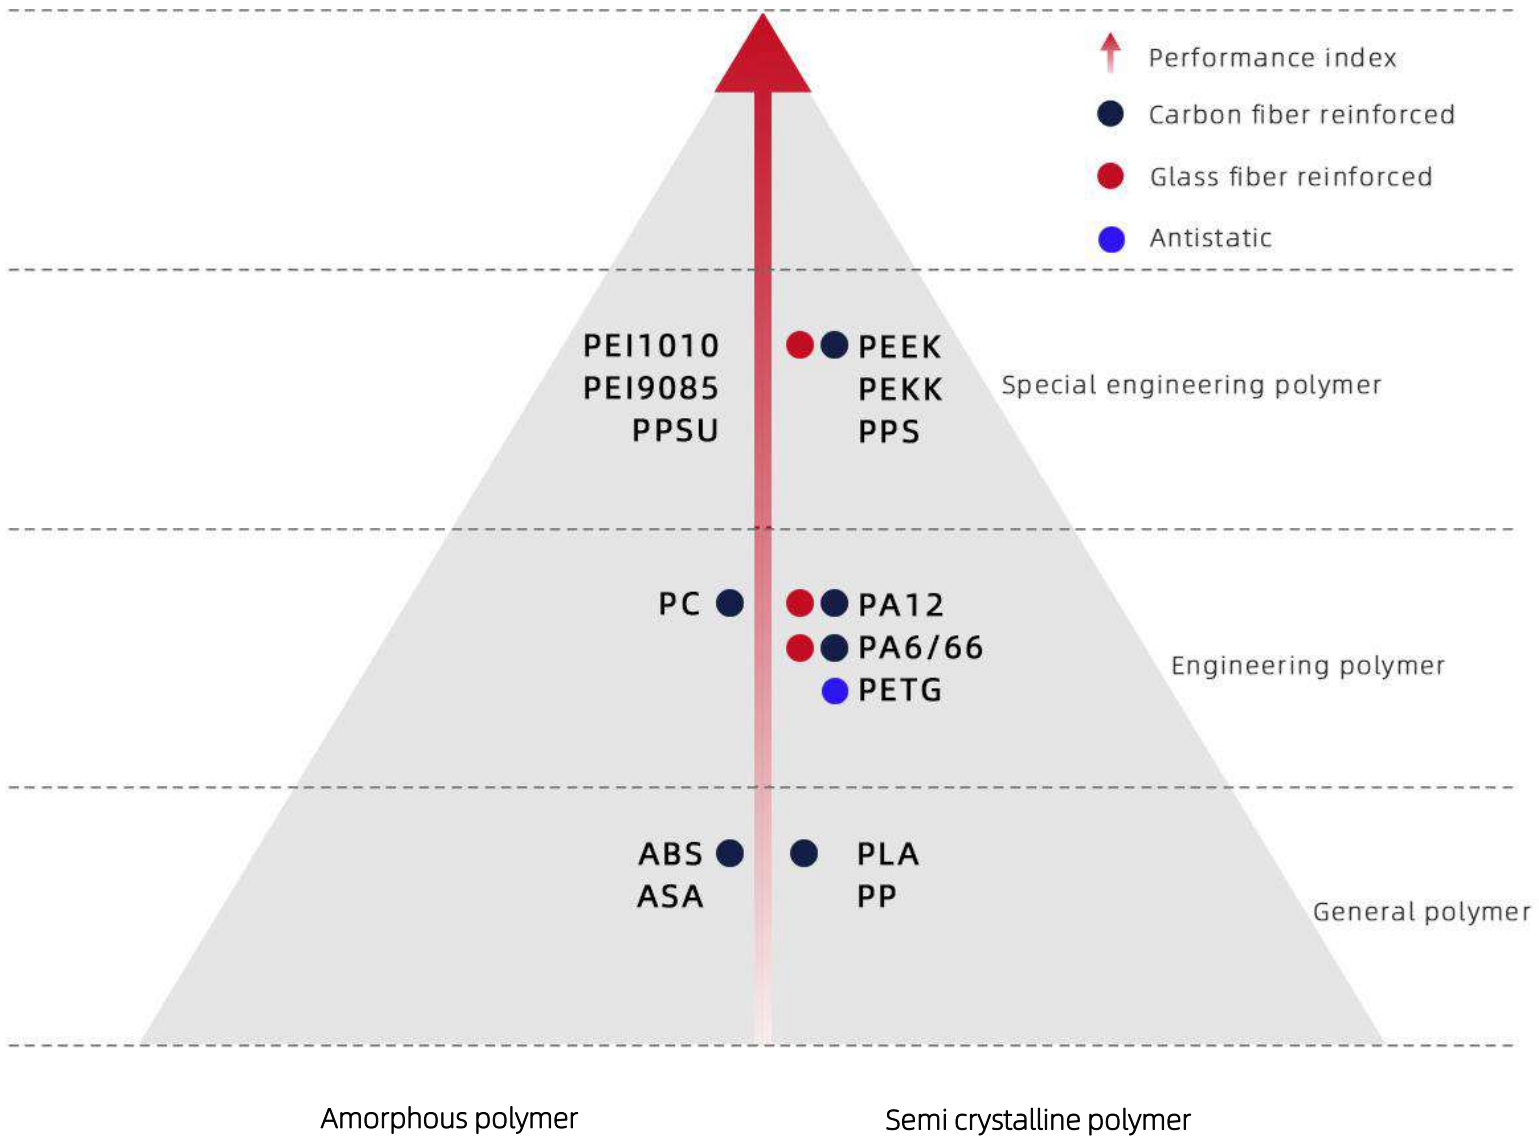 Performance index
Carbon fiber reinforced
Glass fiber reinforced
Antistatic
PEI1010
PEI9085
PPSU
PEEK
PEKK
PPS
Special engineering polymer
PC
PA12
PA6/66
PETG
Engineering polymer
ABS
ASA
PLA
PP
General polymer
Amorphous polymer
Semi crystalline polymer